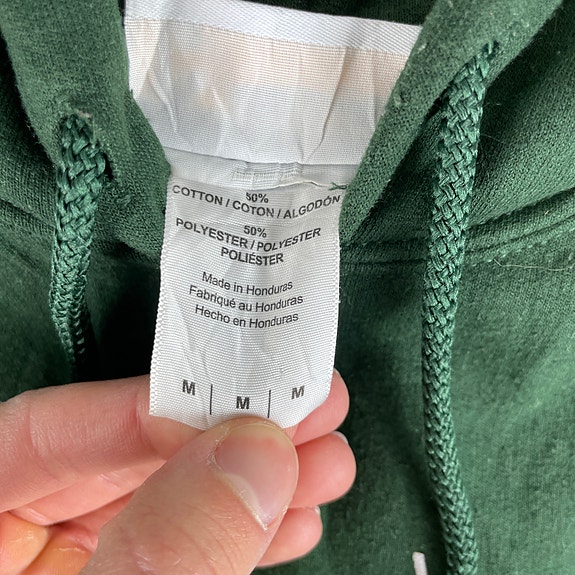 50%
COTTON / COTON / ALGODÓN
50%
POLYESTER / POLYESTER
POLIÉSTER
Made in Honduras
Fabriqué au Honduras
Hecho en Honduras
M | M | M